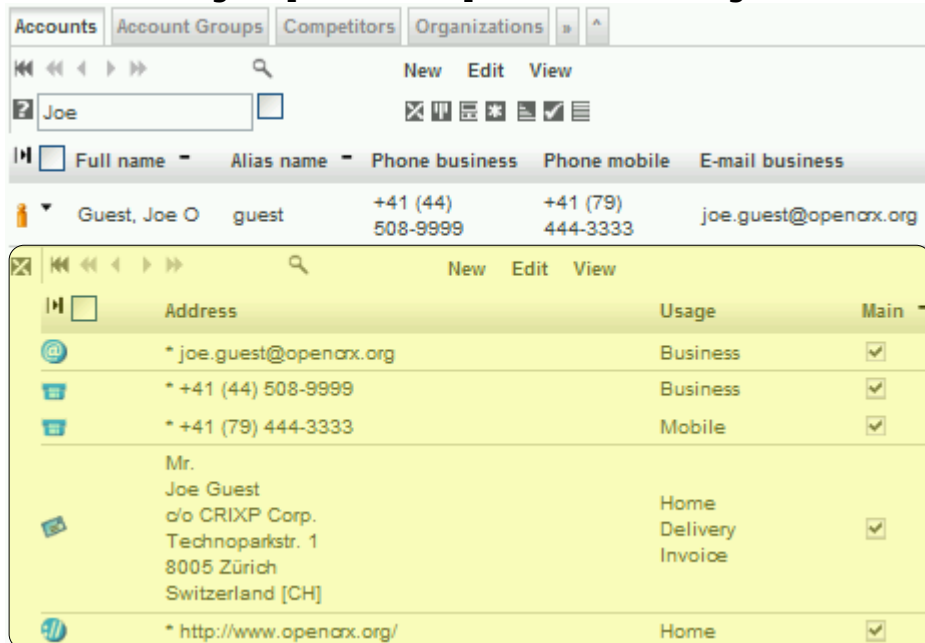 Accounts Account Groups Competitors Organizations » ^
New Edit View
? Joe
Full name Alias name Phone business Phone mobile E-mail business
Guest, Joe O guest +41 (44) 508-9999 +41 (79) 444-3333 joe.guest@opencrx.org
New Edit View
Address Usage Main
* joe.guest@opencrx.org Business
* +41 (44) 508-9999 Business
* +41 (79) 444-3333 Mobile
Mr.
Joe Guest
c/o CRIXP Corp.
Technoparkstr. 1
8005 Zürich
Switzerland [CH]
Home
Delivery
Invoice
* http://www.opencrx.org/ Home